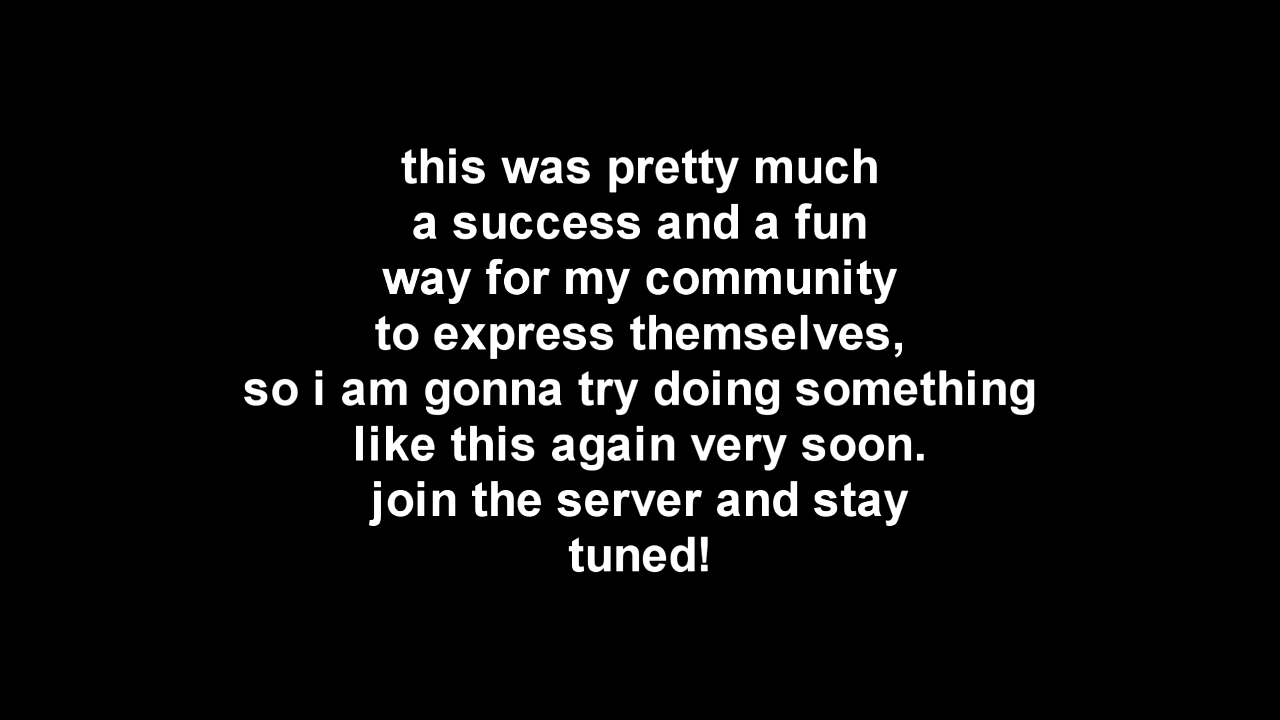 this was pretty much
a success and a fun
way for my community
to express themselves,
so i am gonna try doing something
like this again very soon.
join the server and stay
tuned!